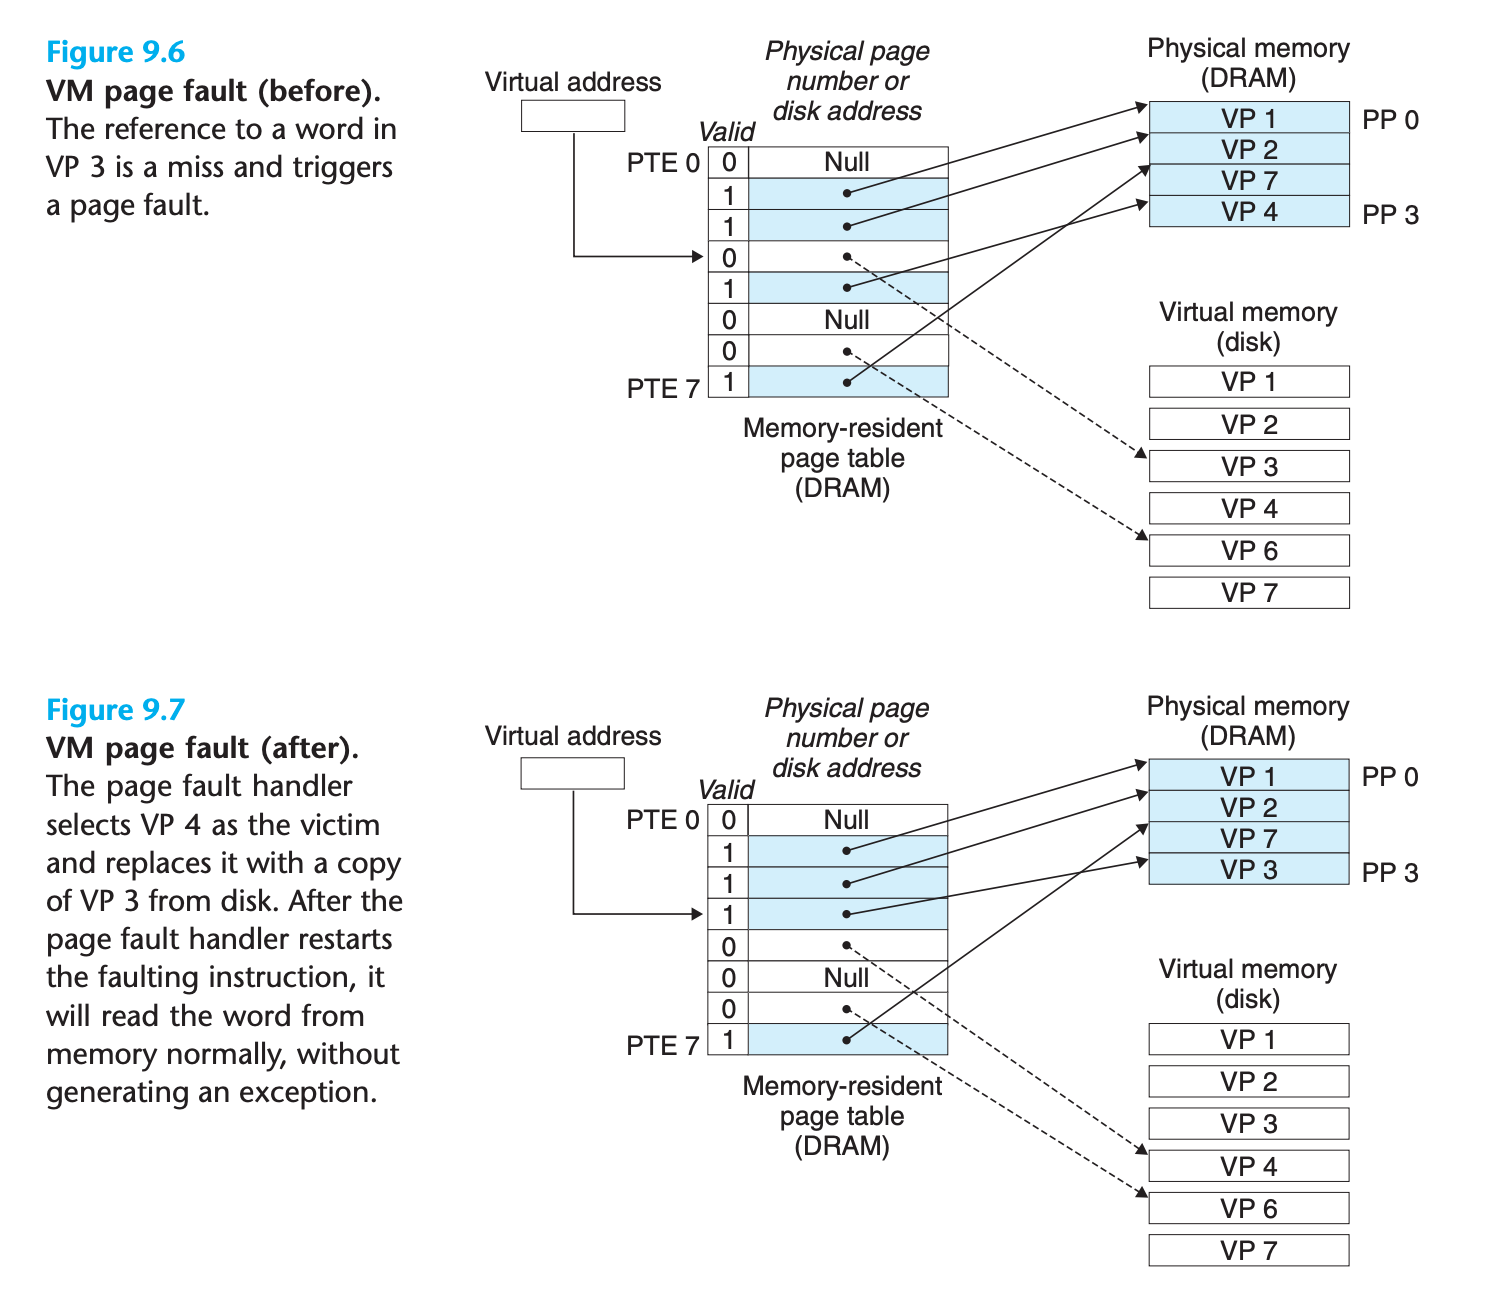 Figure 9.6
VM page fault (before).
The reference to a word in
VP 3 is a miss and triggers
a page fault.
Virtual address
Physical page
number or
disk address
Valid
PTE 0
0
Null
1
1
0
1
0
Null
0
PTE 7
1
Memory-resident
page table
(DRAM)
Physical memory
(DRAM)
VP 1
PP 0
VP 2
VP 7
VP 4
PP 3
Virtual memory
(disk)
VP 1
VP 2
VP 3
VP 4
VP 6
VP 7
Figure 9.7
VM page fault (after).
The page fault handler
selects VP 4 as the victim
and replaces it with a copy
of VP 3 from disk. After the
page fault handler restarts
the faulting instruction, it
will read the word from
memory normally, without
generating an exception.
Virtual address
Physical page
number or
disk address
Valid
PTE 0
0
Null
1
1
1
0
0
Null
0
PTE 7
1
Memory-resident
page table
(DRAM)
Physical memory
(DRAM)
VP 1
PP 0
VP 2
VP 7
VP 3
PP 3
Virtual memory
(disk)
VP 1
VP 2
VP 3
VP 4
VP 6
VP 7